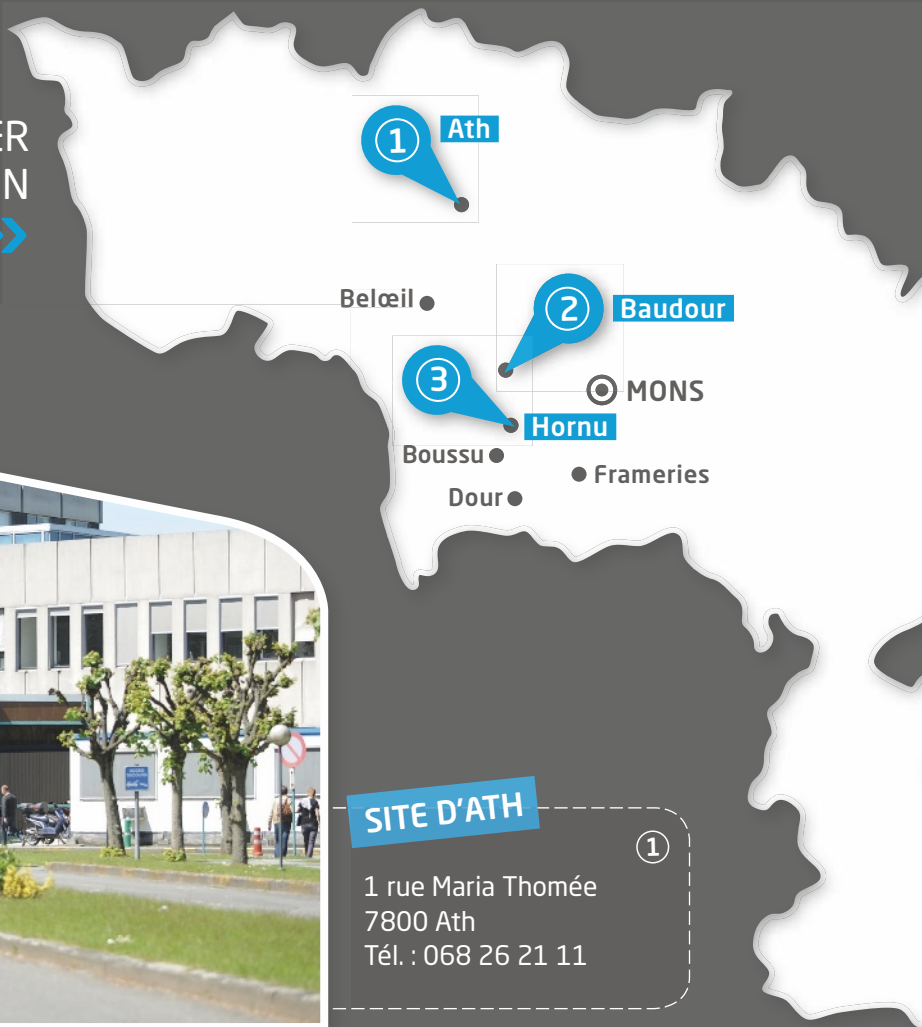 ER
N
1
Ath
Belœil
2
Baudour
3
MONS
Hornu
Boussu
Frameries
Dour
SITE D'ATH
1
1 rue Maria Thomée
7800 Ath
Tél. : 068 26 21 11